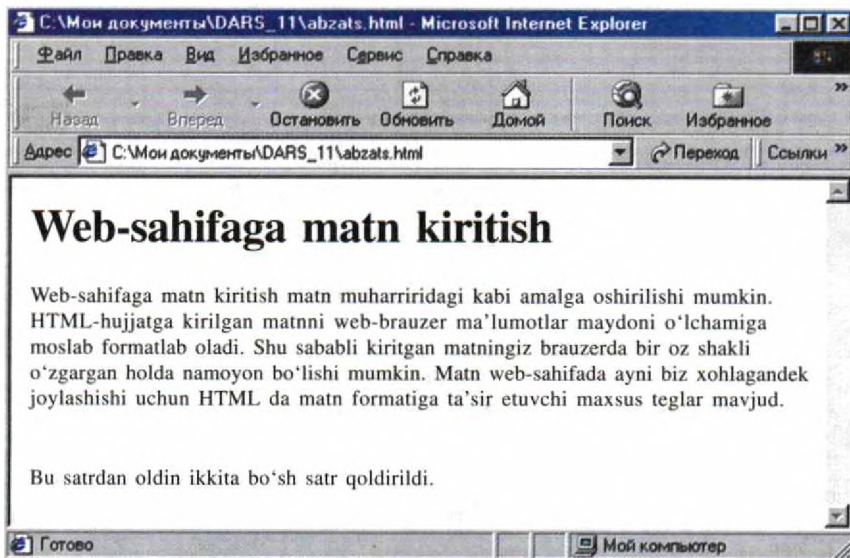 C:\Мои документы\DARS_11\abzats.html - Microsoft Internet Explorer
Файл Правка Вид Избранное Сервис Справка
Назад Вперед Остановить Обновить Домой Поиск Избранное »
Адрес C:\Мои документы\DARS_11\abzats.html Переход Ссылки »
Web-sahifaga matn kiritish
Web-sahifaga matn kiritish matn muharriridagi kabi amalga oshirilishi mumkin.
HTML-hujjatga kirilgan matnni web-brauzer ma’lumotlar maydoni o‘lchamiga
moslab formatlab oladi. Shu sababli kiritgan matningiz brauzerda bir oz shakli
o‘zgargan holda namoyon bo‘lishi mumkin. Matn web-sahifada ayni biz xohlagandek
joylashishi uchun HTML da matn formatiga ta’sir etuvchi maxsus teglar mavjud.
Bu satrdan oldin ikkita bo‘sh satr qoldirildi.
Готово Мой компьютер